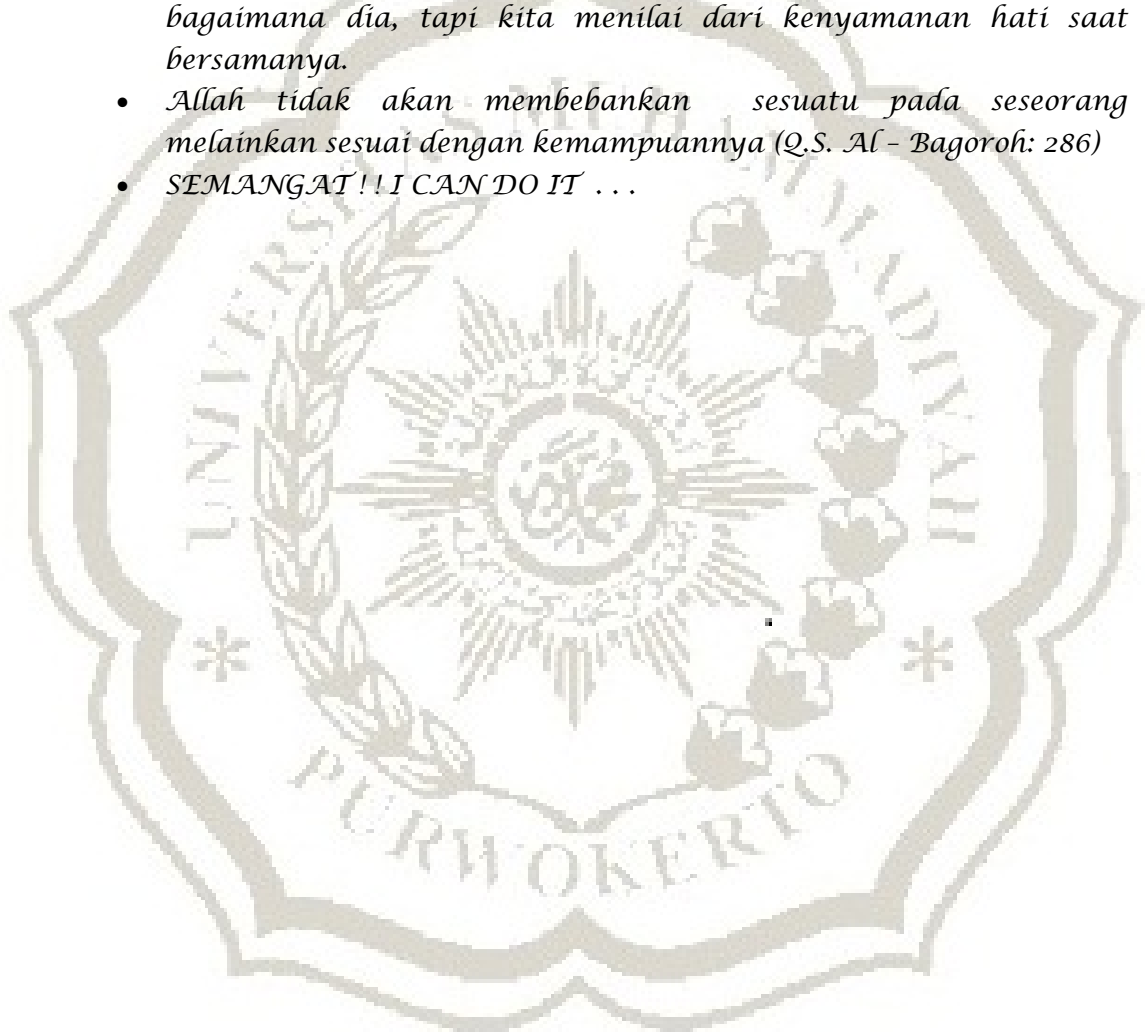 bagaimana dia, tapi kita menilai dari kenyamanan hati saat
bersamanya.
• Allah tidak akan membebankan sesuatu pada seseorang
melainkan sesuai dengan kemampuannya (Q.S. Al – Bagoroh: 286)
• SEMANGAT ! ! I CAN DO IT . . .
UNIVERSITAS MUHAMMADIYAH
PURWOKERTO